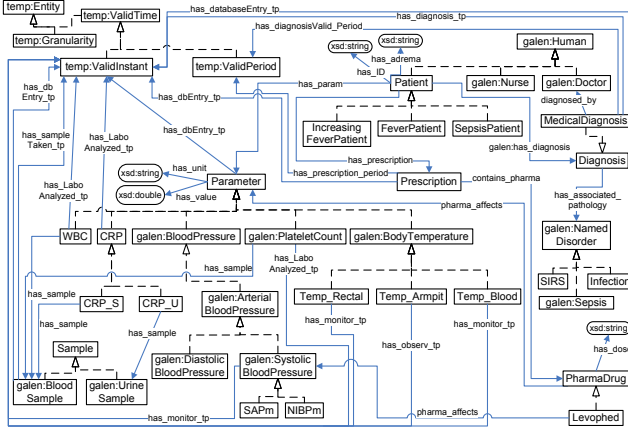 temp:Entity
temp:ValidTime
temp:Granularity
has_databaseEntry_tp
has_diagnosis_tp
has_diagnosisValid_Period
xsd:string
xsd:string
galen:Human
temp:ValidInstant
temp:ValidPeriod
has_adrema
has_ID
has_param
Patient
galen:Nurse
galen:Doctor
has_db
Entry_tp
has_dbEntry_tp
diagnosed_by
MedicalDiagnosis
Increasing
FeverPatient
FeverPatient
SepsisPatient
has_sample
Taken_tp
has_Labo
Analyzed_tp
galen:has_diagnosis
Diagnosis
xsd:string
has_unit
has_prescription
xsd:double
has_value
Parameter
has_prescription_period
Prescription
contains_pharma
has_Labo
Analyzed_tp
has_associated_
pathology
pharma_affects
WBC
CRP
galen:BloodPressure
galen:PlateletCount
galen:BodyTemperature
galen:Named
Disorder
has_sample
has_Labo
Analyzed_tp
SIRS
Infection
galen:Sepsis
CRP_S
CRP_U
galen:Arterial
BloodPressure
Temp_Rectal
Temp_Armpit
Temp_Blood
has_sample
has_sample
has_monitor_tp
has_observ_tp
has_monitor_tp
xsd:string
Sample
has_dose
galen:Blood
Sample
galen:Urine
Sample
galen:Diastolic
BloodPressure
galen:Systolic
BloodPressure
PharmaDrug
SAPm
NIBPm
has_monitor_tp
pharma_affects
Levophed